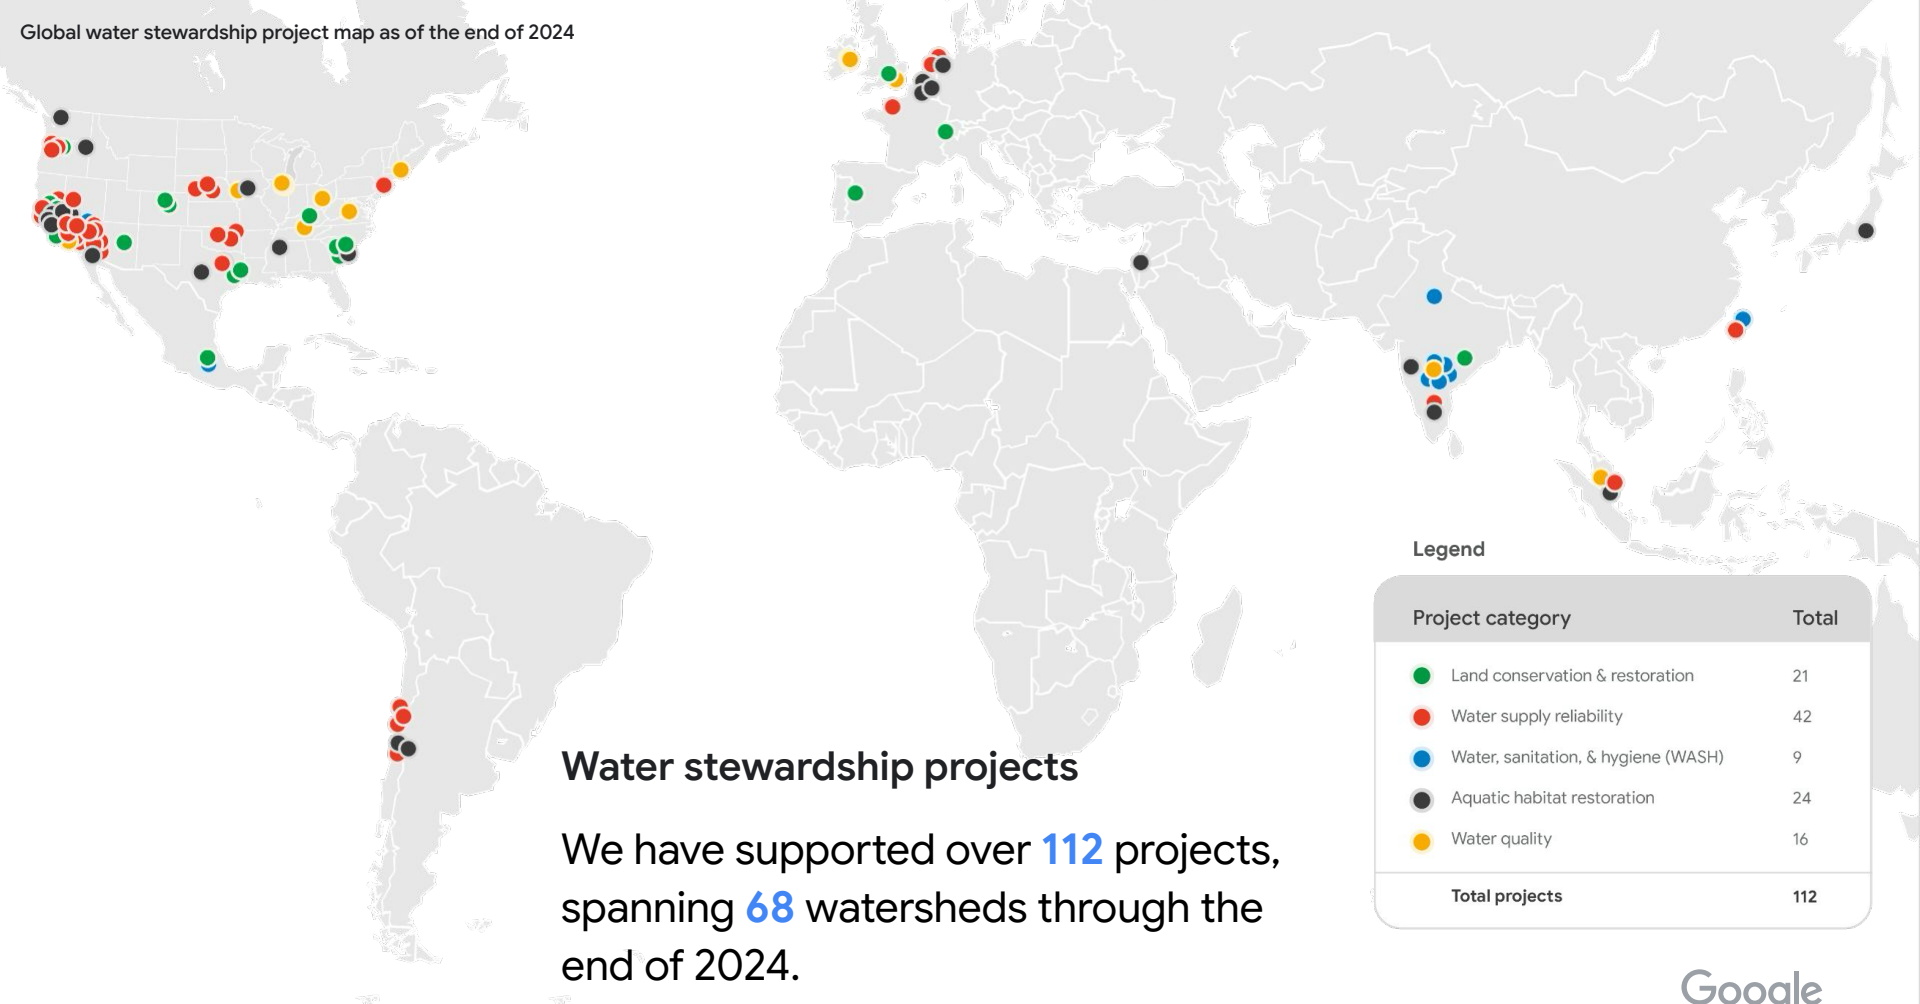 Global water stewardship project map as of the end of 2024
Legend
Project category Total
Land conservation & restoration 21
Water supply reliability 42
Water, sanitation, & hygiene (WASH) 9
Aquatic habitat restoration 24
Water quality 16
Total projects 112
Water stewardship projects
We have supported over 112 projects,
spanning 68 watersheds through the
end of 2024.
Google